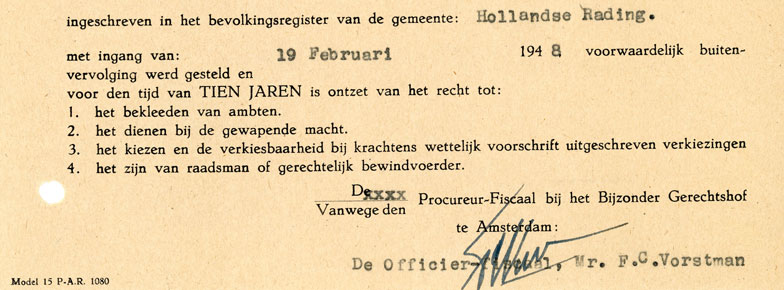 ingeschreven in het bevolkingsregister van de gemeente: Hollandse Rading.
met ingang van: 19 Februari 1948 voorwaardelijk buiten-
vervolging werd gesteld en
voor den tijd van TIEN JAREN is ontzet van het recht tot:
1. het bekleeden van ambten.
2. het dienen bij de gewapende macht.
3. het kiezen en de verkiesbaarheid bij krachtens wettelijk voorschrift uitgeschreven verkiezingen
4. het zijn van raadsman of gerechtelijk bewindvoerder.
De xxxx
Vanwege den Procureur-Fiscaal bij het Bijzonder Gerechtshof
te Amsterdam:
De Officier-fiscaal, Mr. F.C.Vorstman
Model 15 P-A.R. 1080